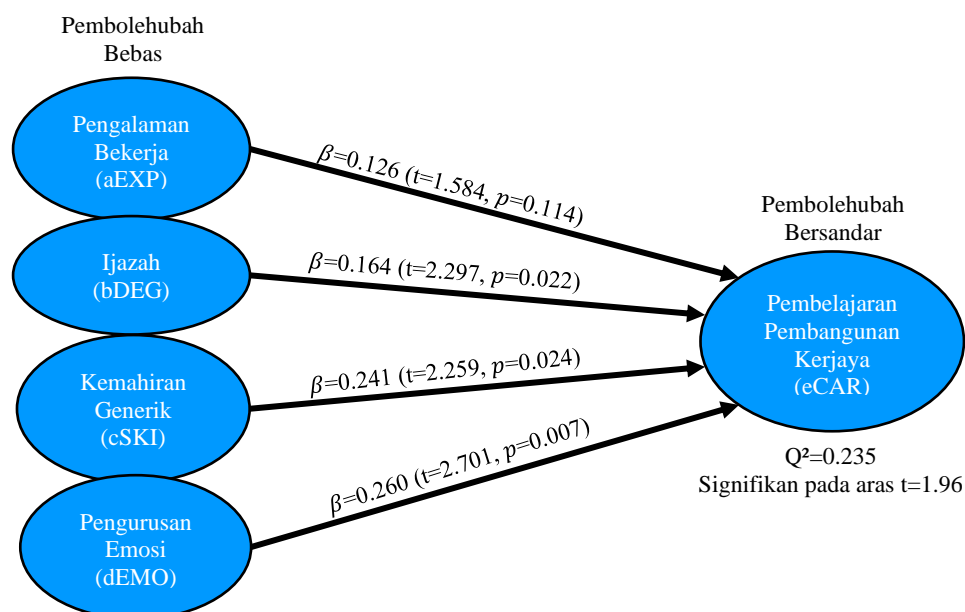 Pembolehubah
Bebas
Pengalaman
Bekerja
(aEXP)
Ijazah
(bDEG)
Kemahiran
Generik
(cSKI)
Pengurusan
Emosi
(dEMO)
β=0.126 (t=1.584, p=0.114)
β=0.164 (t=2.297, p=0.022)
β=0.241 (t=2.259, p=0.024)
β=0.260 (t=2.701, p=0.007)
Pembolehubah
Bersandar
Pembelajaran
Pembangunan
Kerjaya
(eCAR)
Q²=0.235
Signifikan pada aras t=1.96